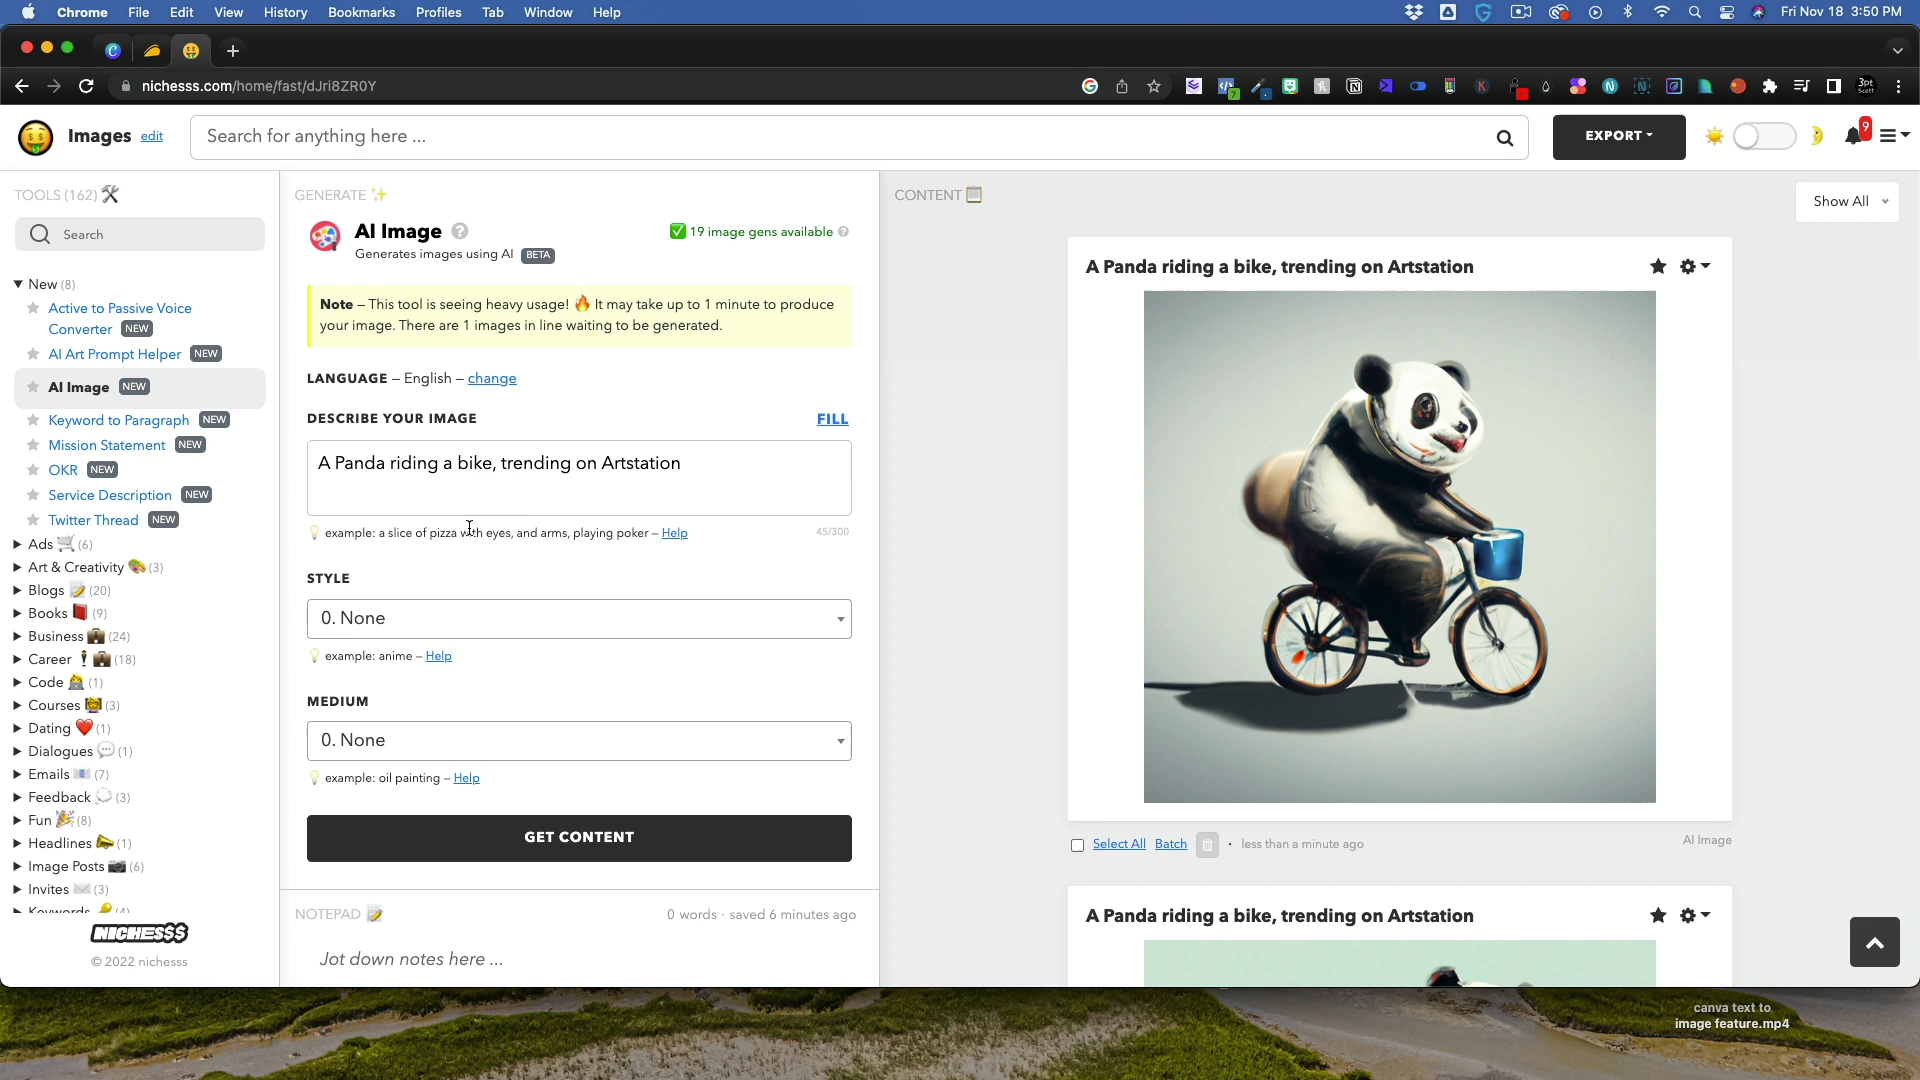 Chrome File Edit View History Bookmarks Profiles Tab Window Help Fri Nov 18 3:50 PM
nichesss.com/home/fast/dJri8ZR0Y
Images edit Search for anything here ... EXPORT 9
TOOLS (162)
Search
New (8)
Active to Passive Voice
Converter NEW
AI Art Prompt Helper NEW
AI Image NEW
Keyword to Paragraph NEW
Mission Statement NEW
OKR NEW
Service Description NEW
Twitter Thread NEW
Ads (6)
Art & Creativity (3)
Blogs (20)
Books (9)
Business (24)
Career (18)
Code (1)
Courses (3)
Dating (1)
Dialogues (1)
Emails (7)
Feedback (3)
Fun (8)
Headlines (1)
Image Posts (6)
Invites (3)
Keywords (4)
NICHESSS
© 2022 nichesss
GENERATE
AI Image
19 image gens available
Generates images using AI BETA
Note – This tool is seeing heavy usage! It may take up to 1 minute to produce
your image. There are 1 images in line waiting to be generated.
LANGUAGE – English – change
DESCRIBE YOUR IMAGE FILL
A Panda riding a bike, trending on Artstation
example: a slice of pizza with eyes, and arms, playing poker – Help 45/300
STYLE
0. None
example: anime – Help
MEDIUM
0. None
example: oil painting – Help
GET CONTENT
NOTEPAD 0 words · saved 6 minutes ago
Jot down notes here ...
CONTENT
Show All
A Panda riding a bike, trending on Artstation
Select All Batch · less than a minute ago AI Image
A Panda riding a bike, trending on Artstation
canva text to
image feature.mp4